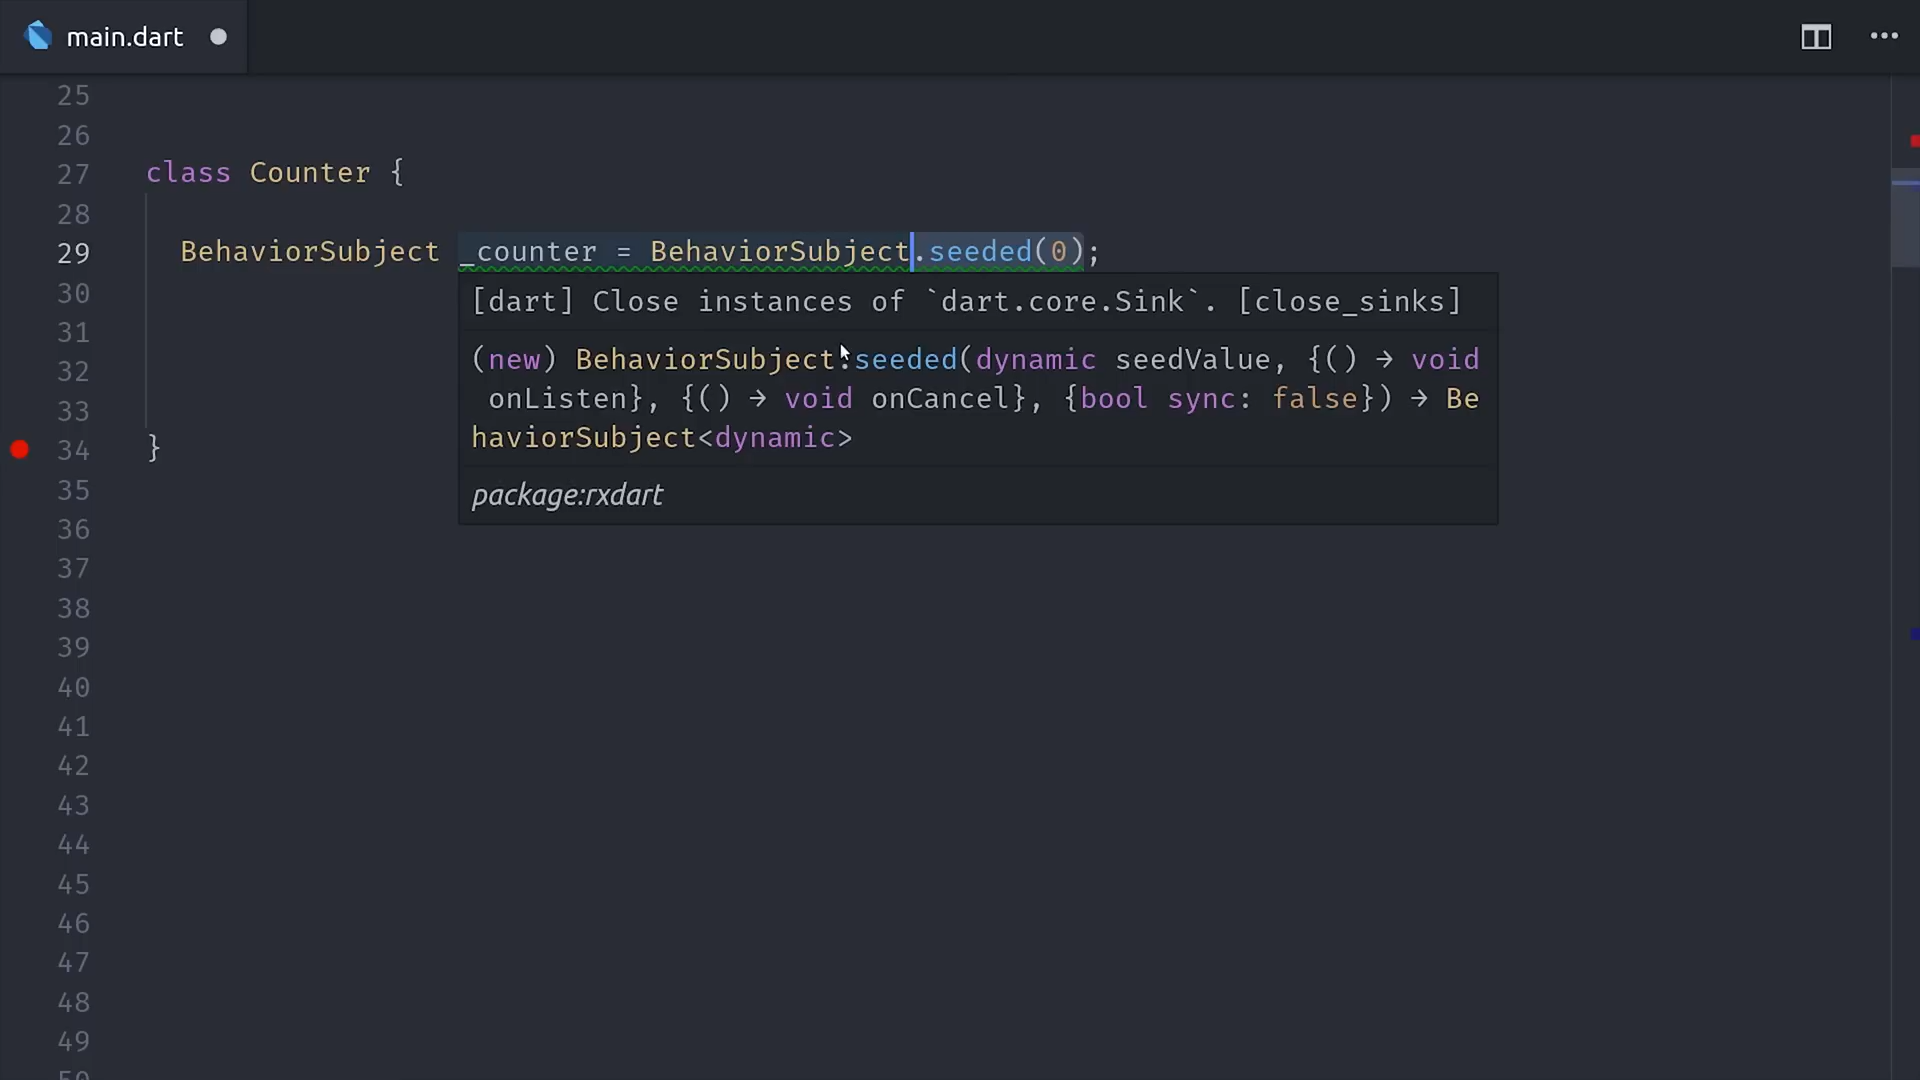 main.dart
25
26
27 class Counter {
28
29 BehaviorSubject _counter = BehaviorSubject.seeded(0);
30 [dart] Close instances of `dart.core.Sink`. [close_sinks]
31 (new) BehaviorSubject.seeded(dynamic seedValue, {() → void
32 onListen}, {() → void onCancel}, {bool sync: false}) → Be
33 haviorSubject<dynamic>
34 }
35 package:rxdart
36
37
38
39
40
41
42
43
44
45
46
47
48
49
50